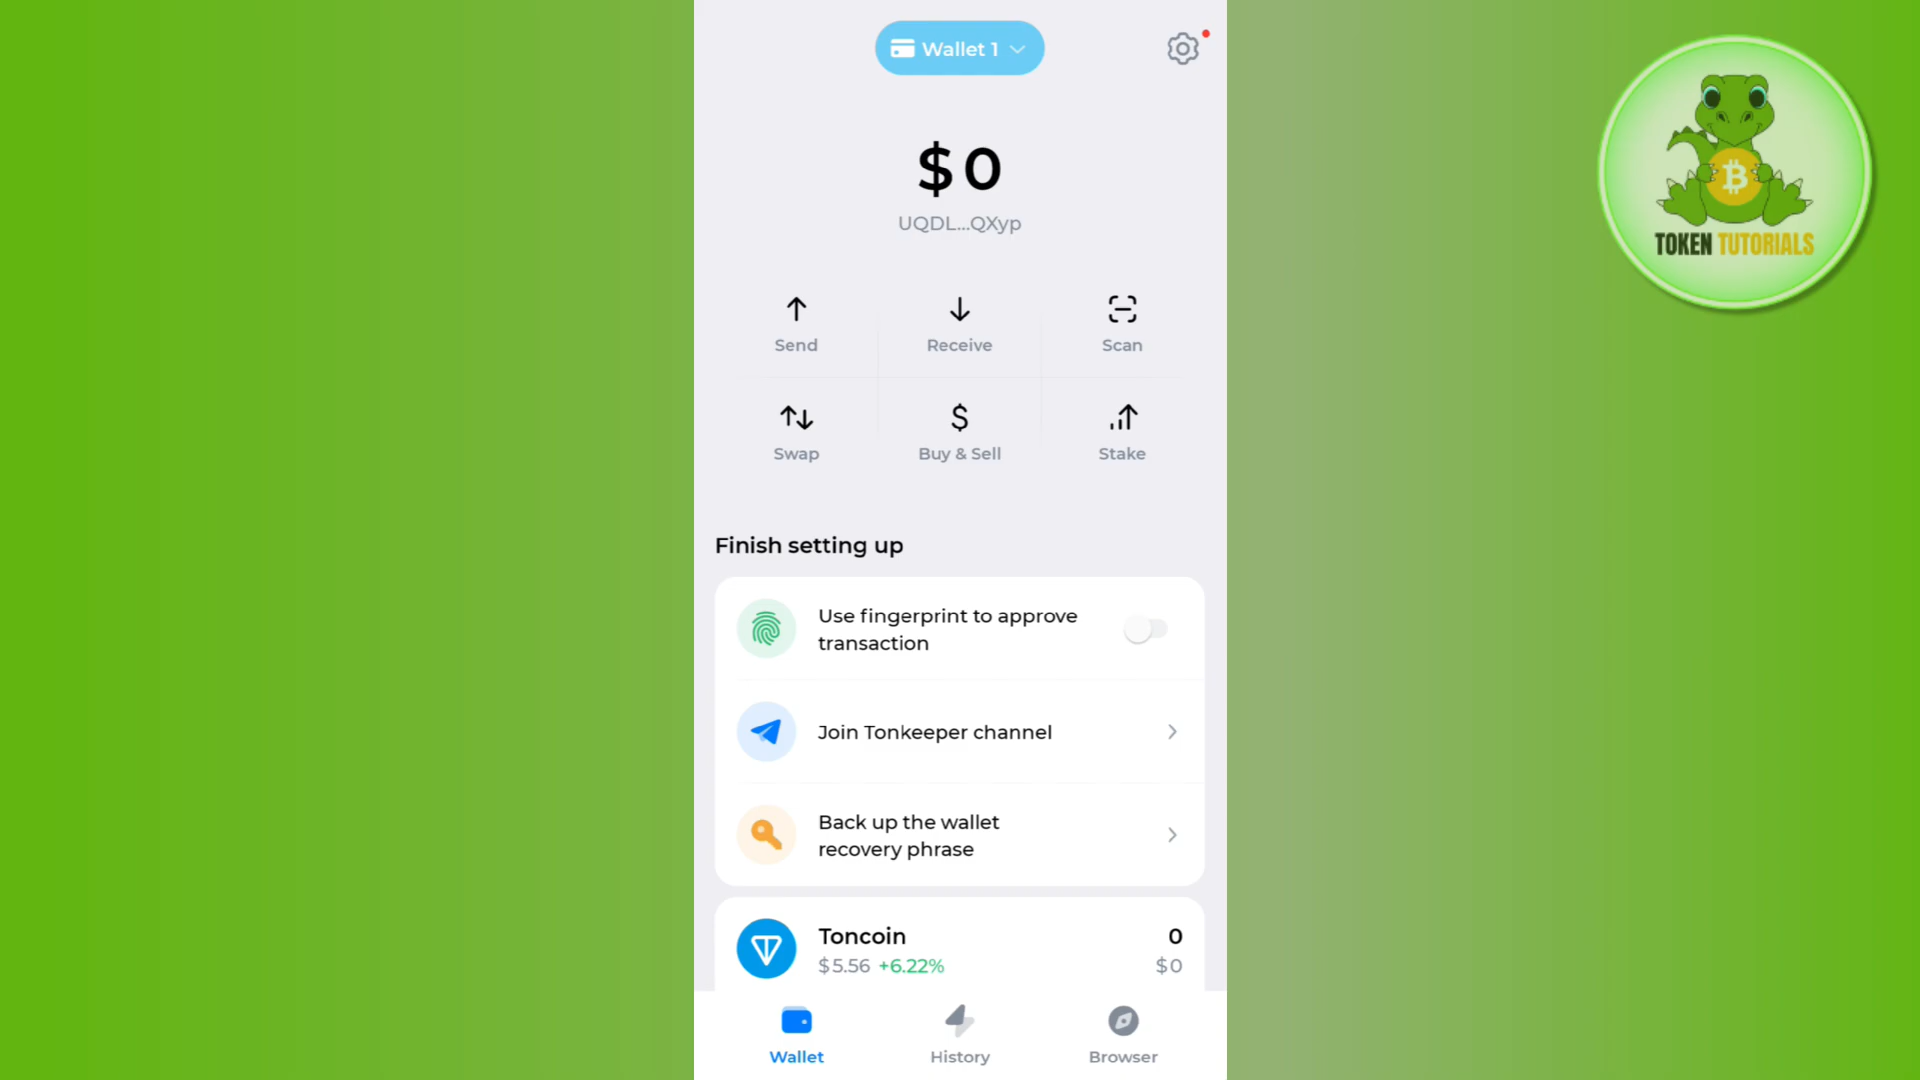 Wallet 1
$0
UQDL...QXyp
Send
Receive
Scan
Swap
Buy & Sell
Stake
Finish setting up
Use fingerprint to approve
transaction
Join Tonkeeper channel
Back up the wallet
recovery phrase
Toncoin
0
$5.56 +6.22%
$0
Wallet
History
Browser
TOKEN TUTORIALS